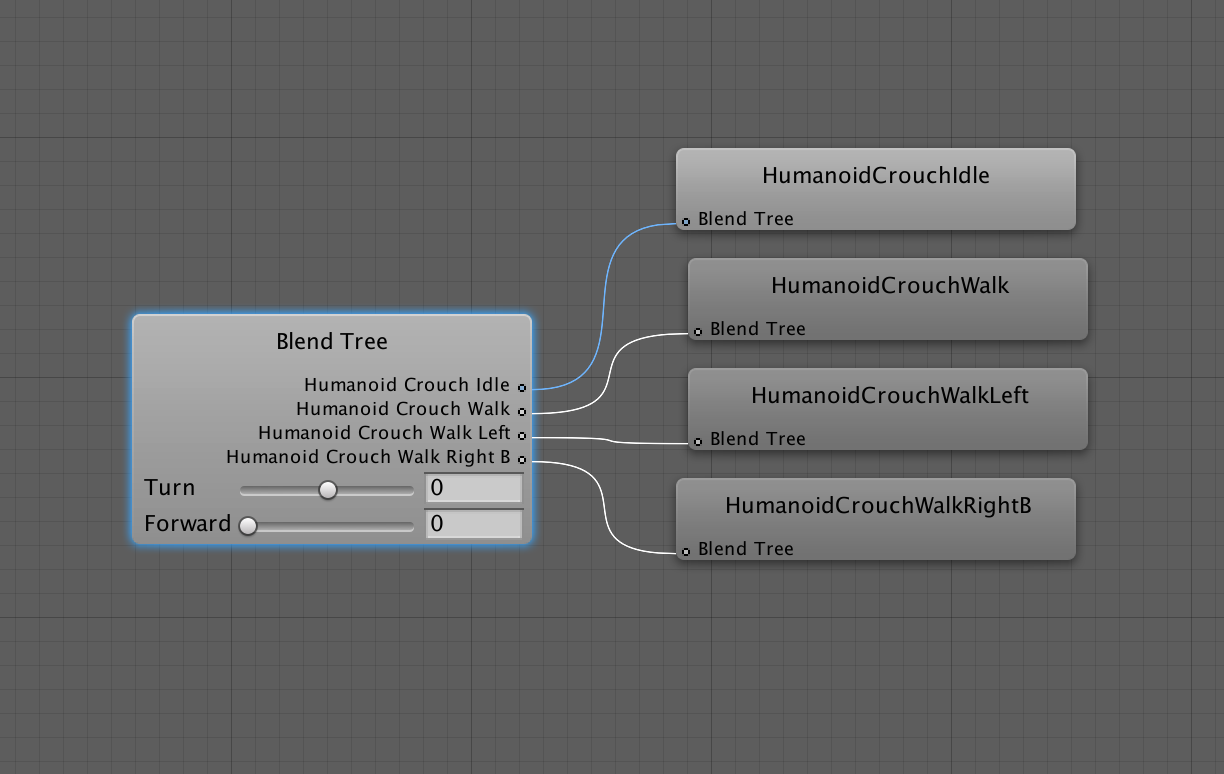 Blend Tree
Humanoid Crouch Idle
Humanoid Crouch Walk
Humanoid Crouch Walk Left
Humanoid Crouch Walk Right B
Turn 0
Forward 0
HumanoidCrouchIdle
Blend Tree
HumanoidCrouchWalk
Blend Tree
HumanoidCrouchWalkLeft
Blend Tree
HumanoidCrouchWalkRightB
Blend Tree